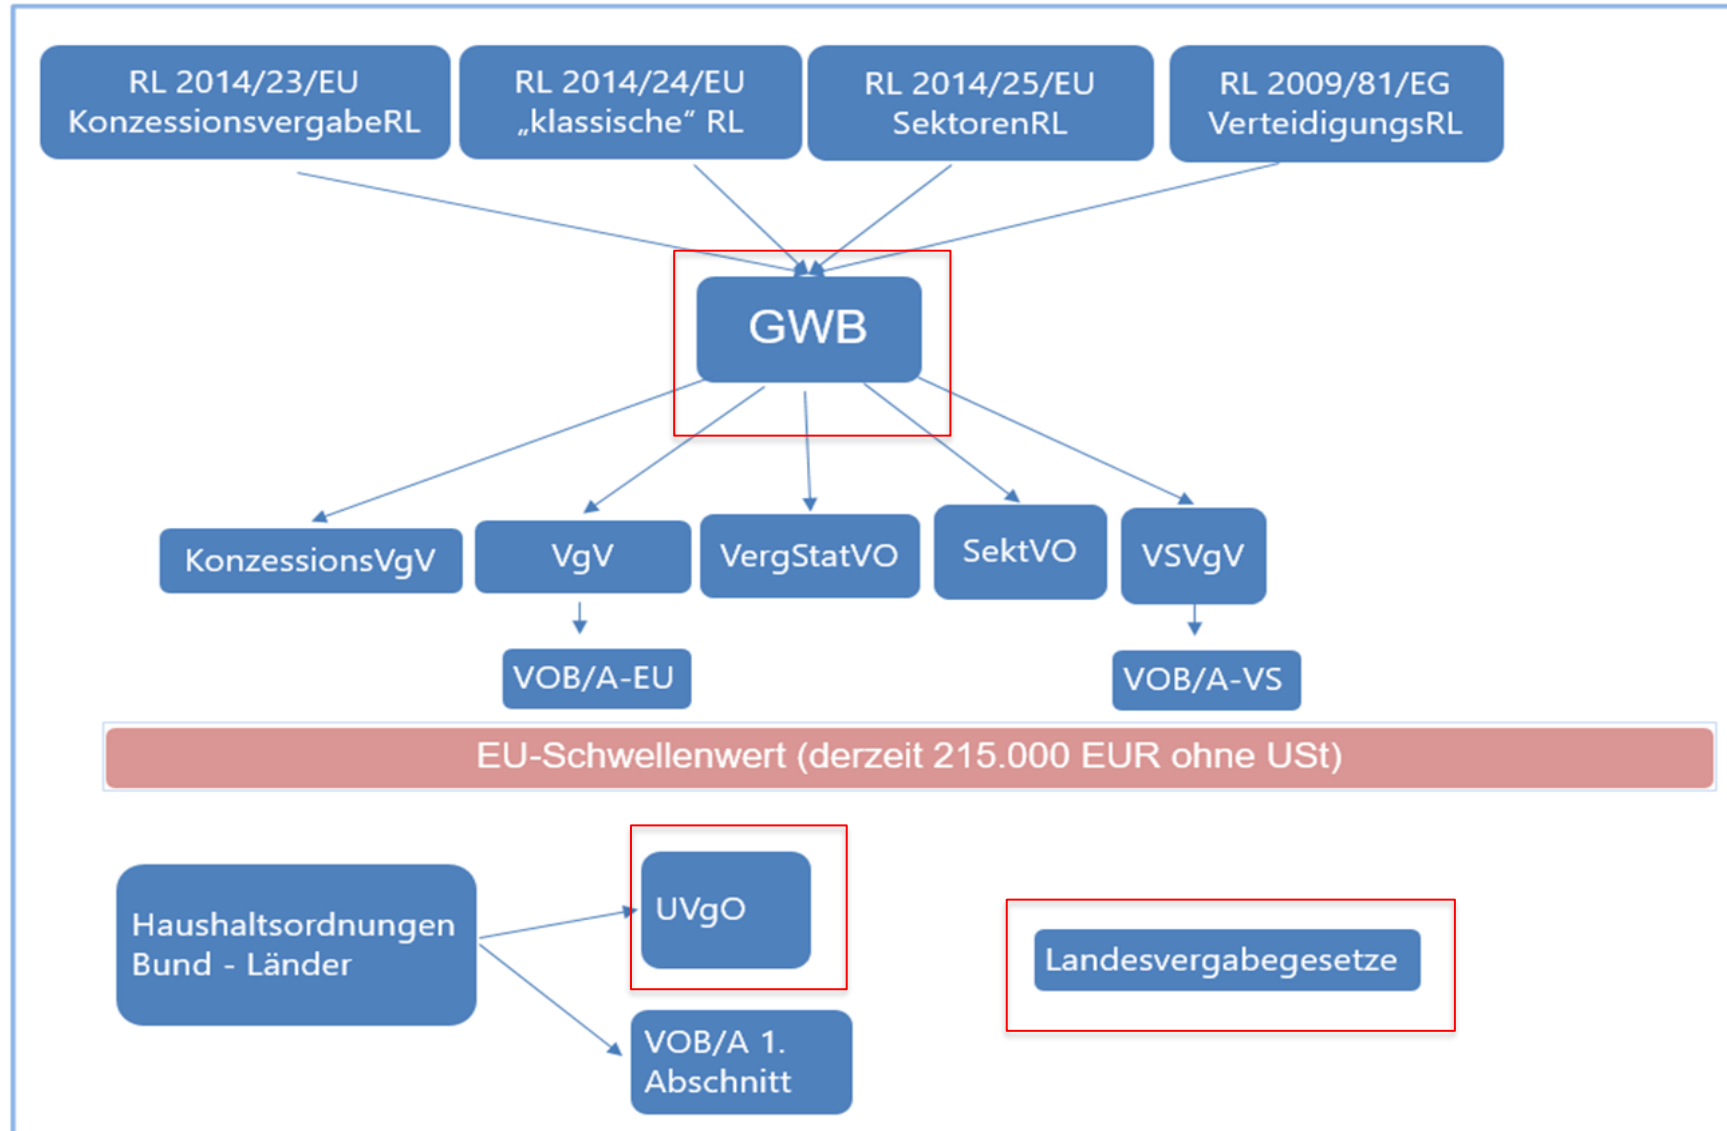 RL 2014/23/EU
KonzessionsvergabeRL
RL 2014/24/EU
„klassische“ RL
RL 2014/25/EU
SektorenRL
RL 2009/81/EG
VerteidigungsRL
GWB
KonzessionsVgV
VgV
VergStatVO
SektVO
VSVgV
VOB/A-EU
VOB/A-VS
EU-Schwellenwert (derzeit 215.000 EUR ohne USt)
Haushaltsordnungen
Bund - Länder
UVgO
Landesvergabegesetze
VOB/A 1.
Abschnitt